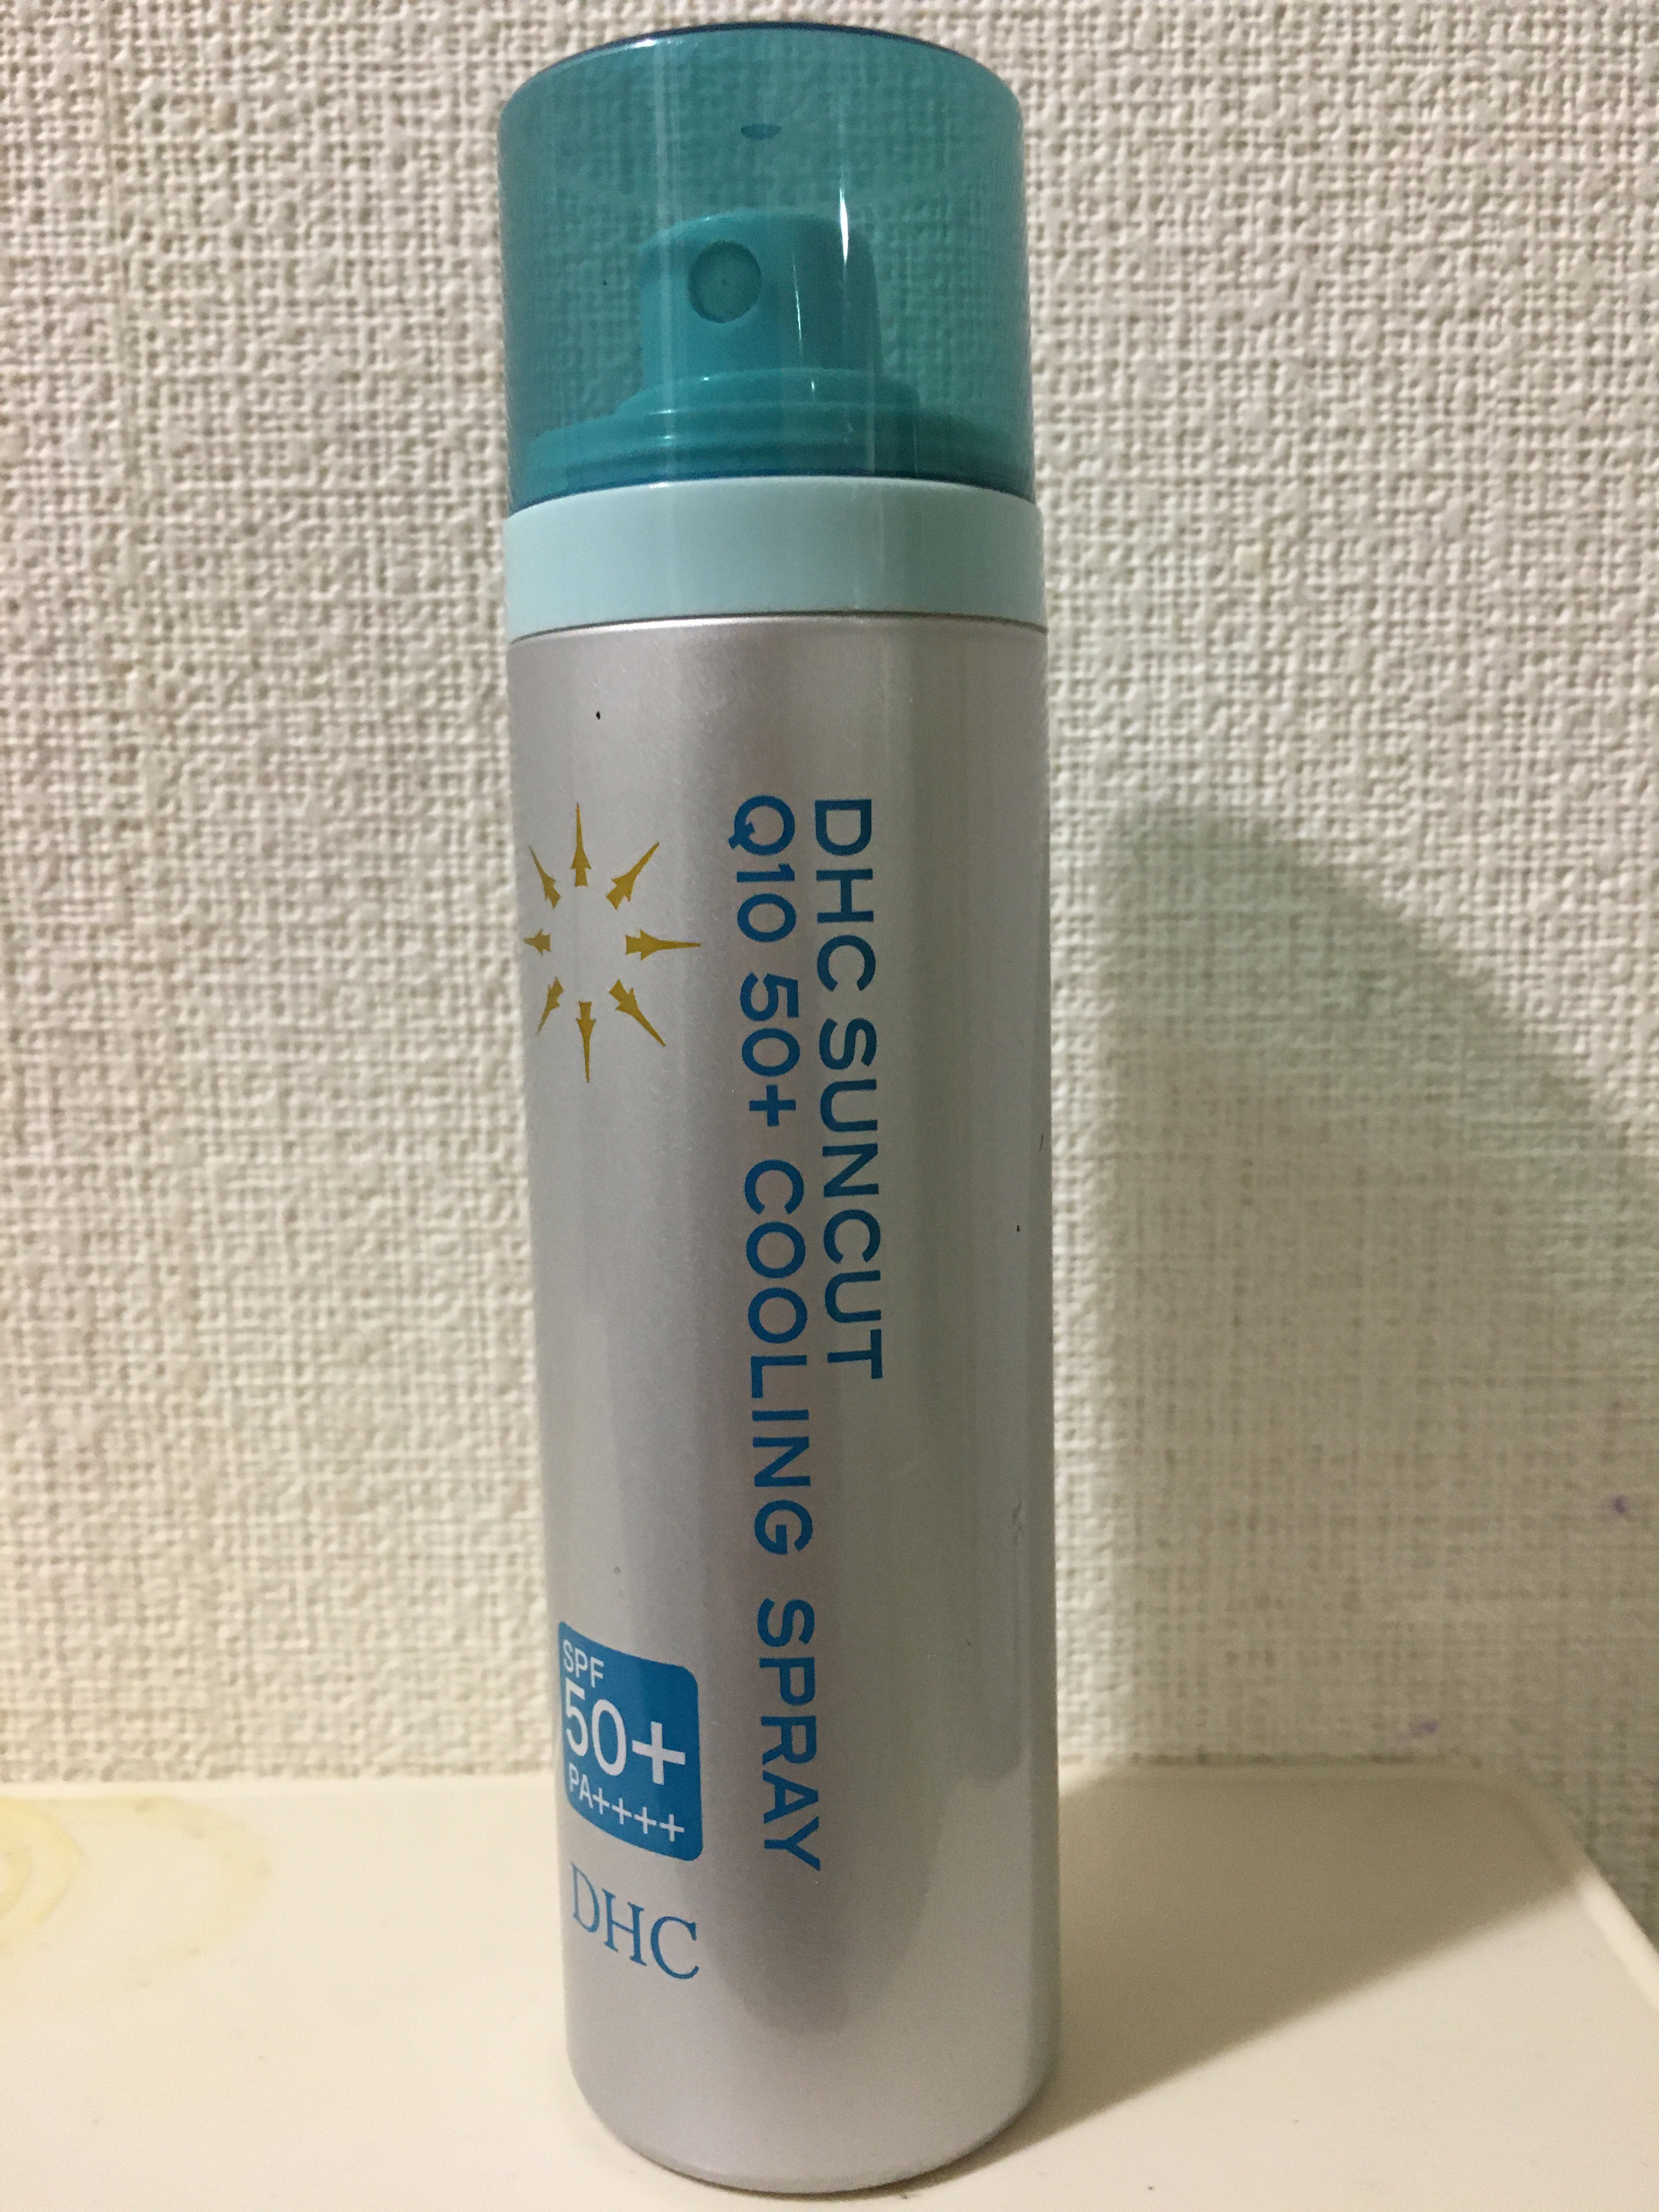 DHC SUNCUT
Q10 50+ COOLING SPRAY
SPF
50+
PA++++
DHC